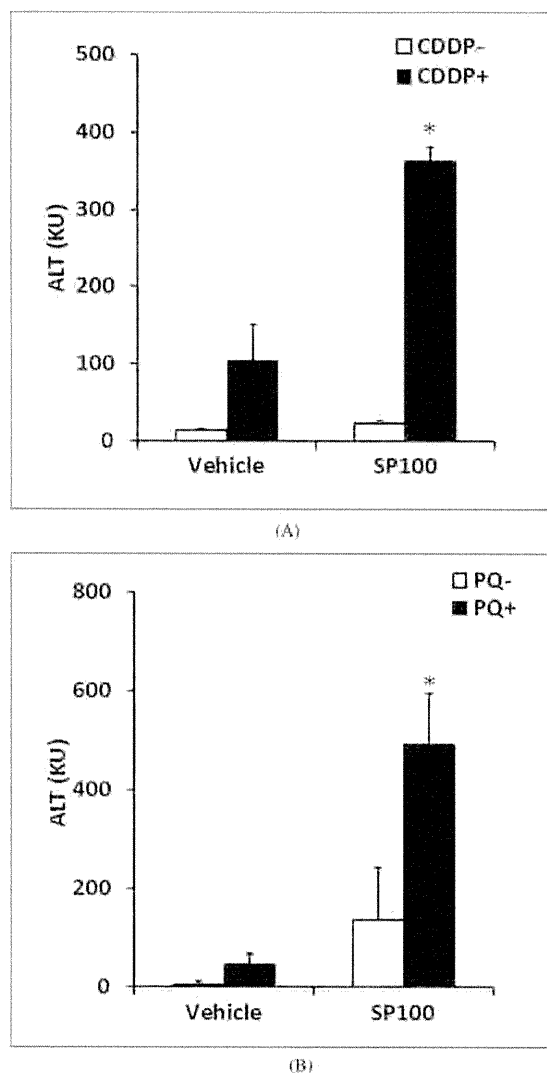 CDDP-
CDDP+
500
400
300
200
100
0
ALT (KU)
*
Vehicle
SP100
(A)
PQ-
PQ+
800
600
400
200
0
ALT (KU)
*
Vehicle
SP100
(B)